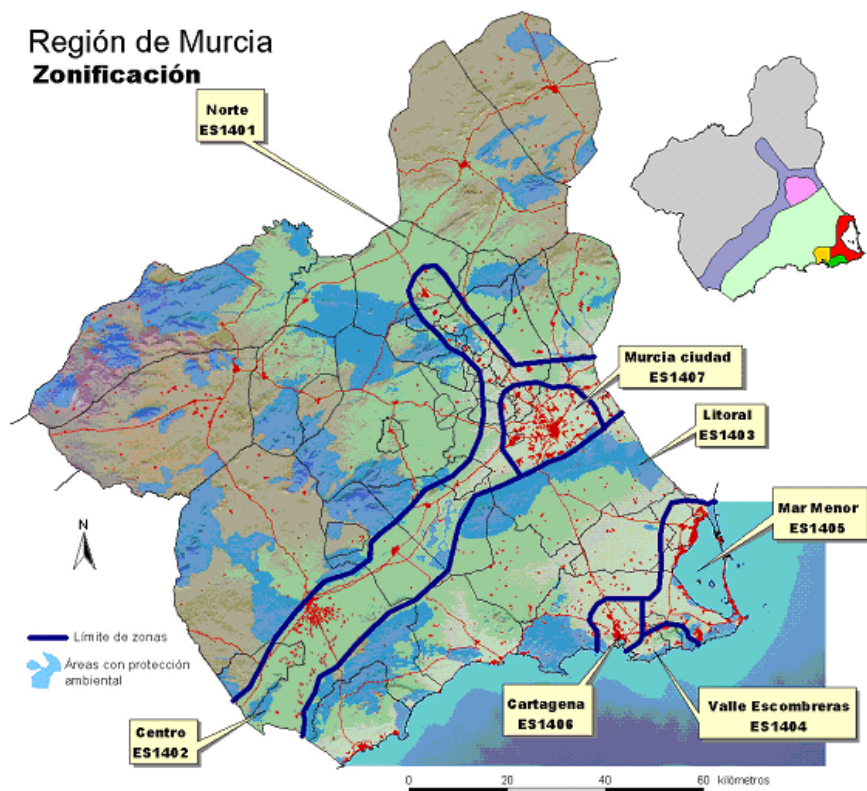 Región de Murcia
Zonificación
Norte
ES1401
Murcia ciudad
ES1407
Litoral
ES1403
Mar Menor
ES1405
N
Límite de zonas
Áreas con protección
ambiental
Cartagena
ES1406
Valle Escombreras
ES1404
Centro
ES1402
0 20 40 60 kilómetros